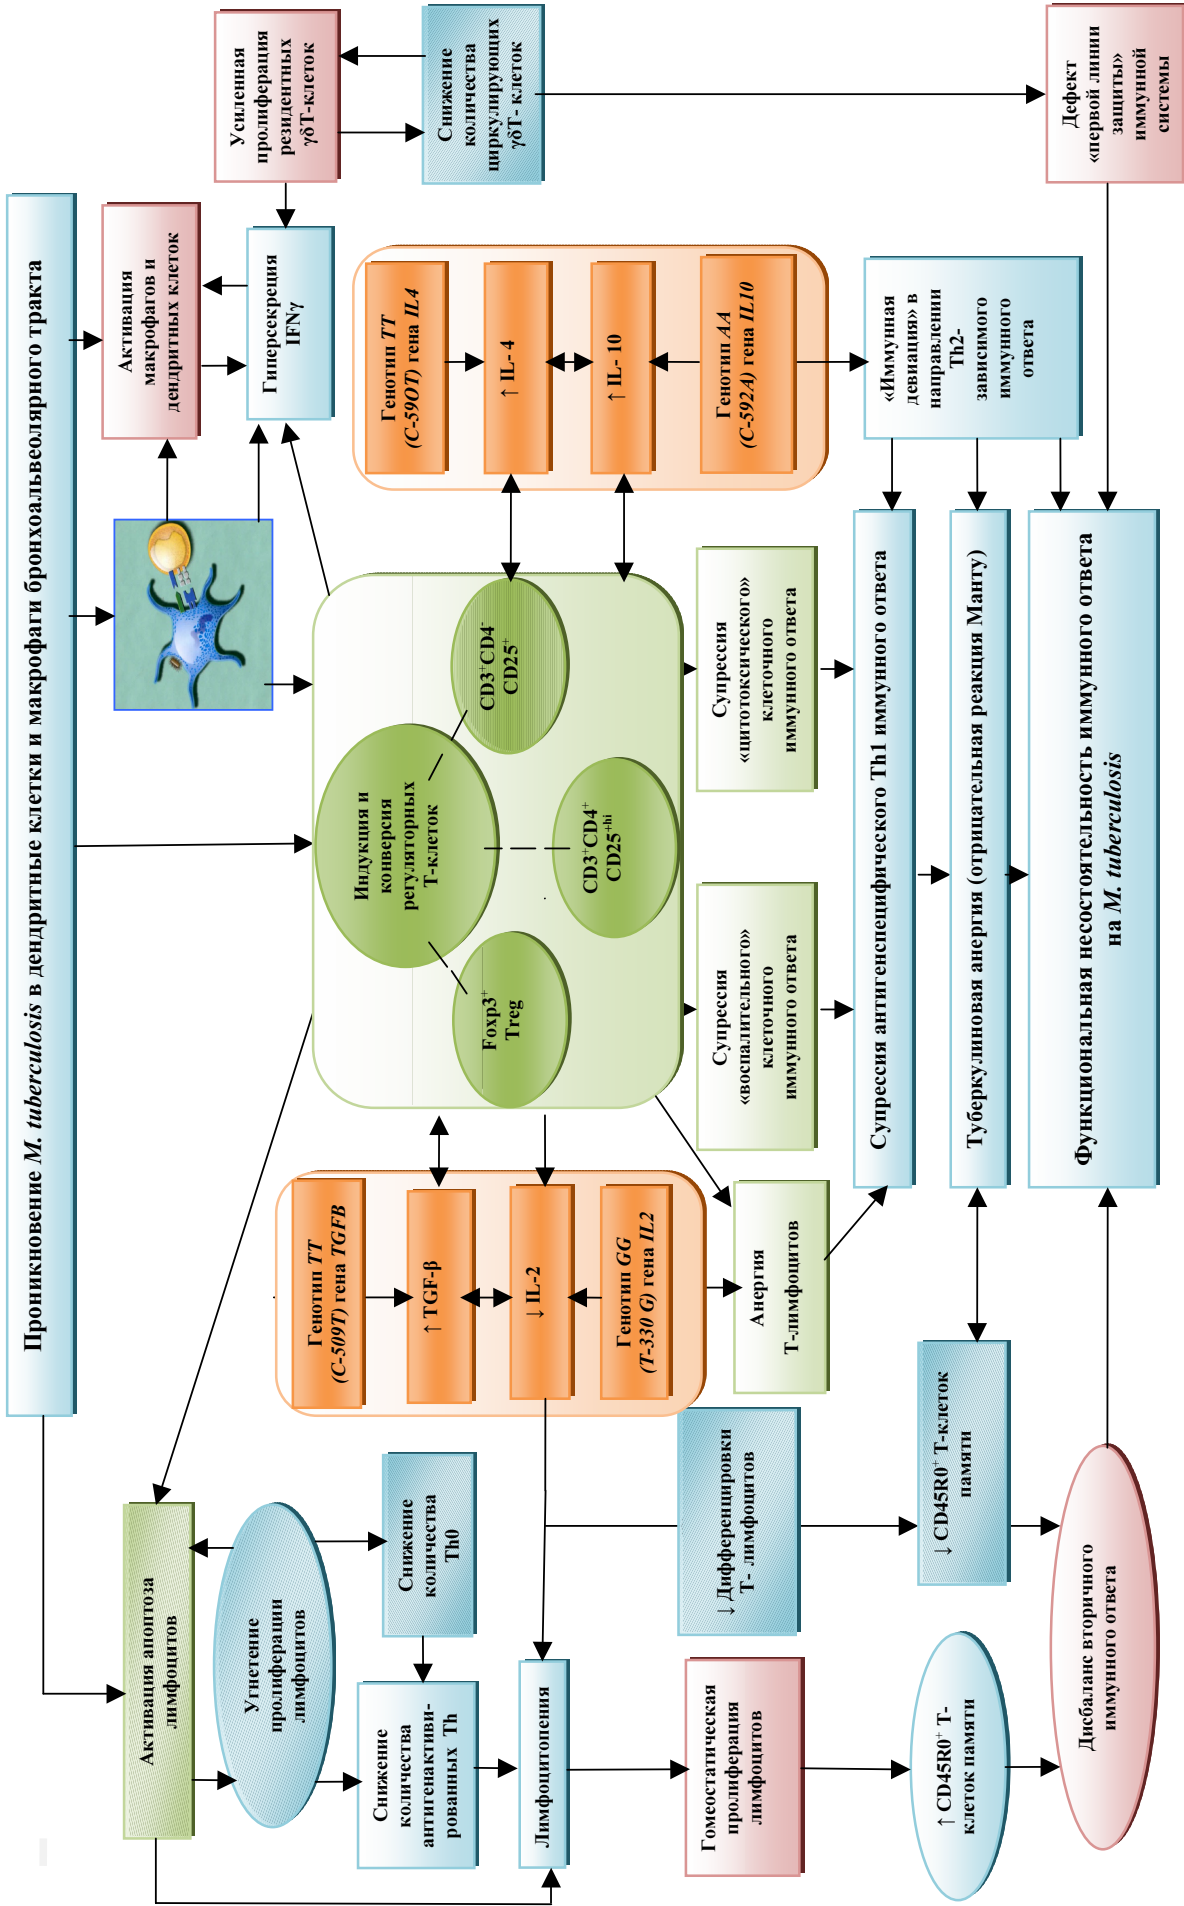 Проникновение M. tuberculosis в дендритные клетки и макрофаги бронхоальвеолярного тракта
Активация апоптоза
лимфоцитов
Активация
макрофагов и
дендритных клеток
Усиленная
пролиферация
резидентных
γδТ-клеток
Угнетение
пролиферации
лимфоцитов
Гиперсекреция
IFNγ
Снижение
количества
Th0
Снижение
количества
антигенактиви-
рованных Th
Генотип TT
(C-509T) гена TGFB
↑ TGF-β
↓ IL-2
Генотип GG
(T-330 G) гена IL2
Индукция и
конверсия
регуляторных
Т-клеток
Foxp3⁺
Treg
CD3⁺CD4⁺
CD25⁺ʰⁱ
CD3⁺CD4⁻
CD25⁺
Генотип TT
(C-59OT) гена IL4
↑ IL- 4
↑ IL- 10
Генотип AA
(C-592A) гена IL10
Снижение
количества
циркулирующих
γδТ- клеток
Лимфоцитопения
Гомеостатическая
пролиферация
лимфоцитов
↓ Дифференцировки
Т- лимфоцитов
Анергия
Т-лимфоцитов
Супрессия
«воспалительного»
клеточного
иммунного ответа
Супрессия
«цитотоксического»
клеточного
иммунного ответа
«Иммунная
девиация» в
направлении
Th2-
зависимого
иммунного
ответа
Супрессия антигенспецифического Th1 иммунного ответа
↑ CD45R0⁺ Т-
клеток памяти
↓ CD45R0⁺ Т-клеток
памяти
Туберкулиновая анергия (отрицательная реакция Манту)
Дисбаланс вторичного
иммунного ответа
Функциональная несостоятельность иммунного ответа
на M. tuberculosis
Дефект
«первой линии
защиты»
иммунной
системы